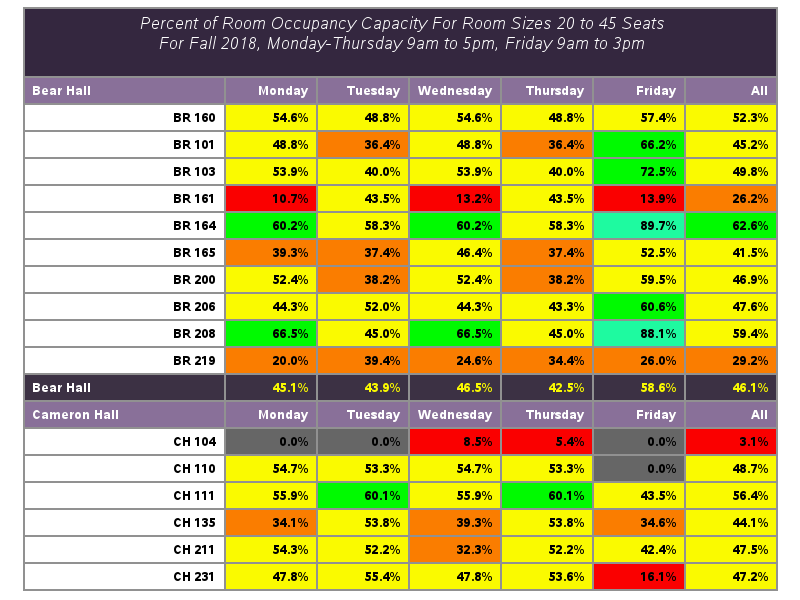 Percent of Room Occupancy Capacity For Room Sizes 20 to 45 Seats
For Fall 2018, Monday-Thursday 9am to 5pm, Friday 9am to 3pm
Bear Hall Monday Tuesday Wednesday Thursday Friday All
BR 160 54.6% 48.8% 54.6% 48.8% 57.4% 52.3%
BR 101 48.8% 36.4% 48.8% 36.4% 66.2% 45.2%
BR 103 53.9% 40.0% 53.9% 40.0% 72.5% 49.8%
BR 161 10.7% 43.5% 13.2% 43.5% 13.9% 26.2%
BR 164 60.2% 58.3% 60.2% 58.3% 89.7% 62.6%
BR 165 39.3% 37.4% 46.4% 37.4% 52.5% 41.5%
BR 200 52.4% 38.2% 52.4% 38.2% 59.5% 46.9%
BR 206 44.3% 52.0% 44.3% 43.3% 60.6% 47.6%
BR 208 66.5% 45.0% 66.5% 45.0% 88.1% 59.4%
BR 219 20.0% 39.4% 24.6% 34.4% 26.0% 29.2%
Bear Hall 45.1% 43.9% 46.5% 42.5% 58.6% 46.1%
Cameron Hall Monday Tuesday Wednesday Thursday Friday All
CH 104 0.0% 0.0% 8.5% 5.4% 0.0% 3.1%
CH 110 54.7% 53.3% 54.7% 53.3% 0.0% 48.7%
CH 111 55.9% 60.1% 55.9% 60.1% 43.5% 56.4%
CH 135 34.1% 53.8% 39.3% 53.8% 34.6% 44.1%
CH 211 54.3% 52.2% 32.3% 52.2% 42.4% 47.5%
CH 231 47.8% 55.4% 47.8% 53.6% 16.1% 47.2%